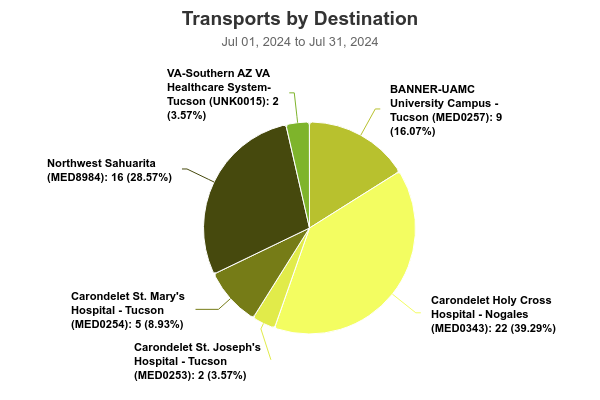 Transports by Destination
Jul 01, 2024 to Jul 31, 2024
VA-Southern AZ VA
Healthcare System-
Tucson (UNK0015): 2
(3.57%)
BANNER-UAMC
University Campus -
Tucson (MED0257): 9
(16.07%)
Northwest Sahuarita
(MED8984): 16 (28.57%)
Carondelet St. Mary's
Hospital - Tucson
(MED0254): 5 (8.93%)
Carondelet Holy Cross
Hospital - Nogales
(MED0343): 22 (39.29%)
Carondelet St. Joseph's
Hospital - Tucson
(MED0253): 2 (3.57%)